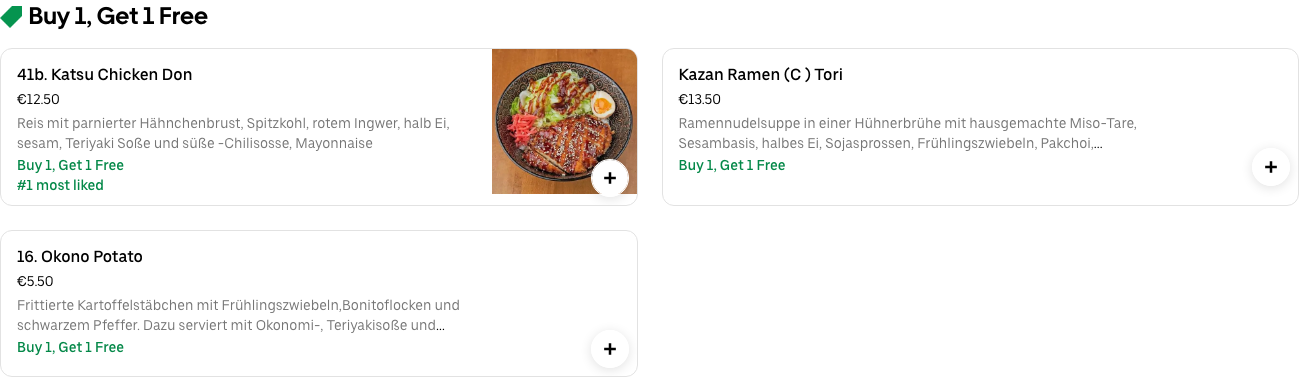 Buy 1, Get 1 Free
41b. Katsu Chicken Don
€12.50
Reis mit parnierter Hähnchenbrust, Spitzkohl, rotem Ingwer, halb Ei,
sesam, Teriyaki Soße und süße -Chilisosse, Mayonnaise
Buy 1, Get 1 Free
#1 most liked
Kazan Ramen (C ) Tori
€13.50
Ramennudelsuppe in einer Hühnerbrühe mit hausgemachte Miso-Tare,
Sesambasis, halbes Ei, Sojasprossen, Frühlingszwiebeln, Pakchoi,...
Buy 1, Get 1 Free
16. Okono Potato
€5.50
Frittierte Kartoffelstäbchen mit Frühlingszwiebeln,Bonitoflocken und
schwarzem Pfeffer. Dazu serviert mit Okonomi-, Teriyakisoße und...
Buy 1, Get 1 Free